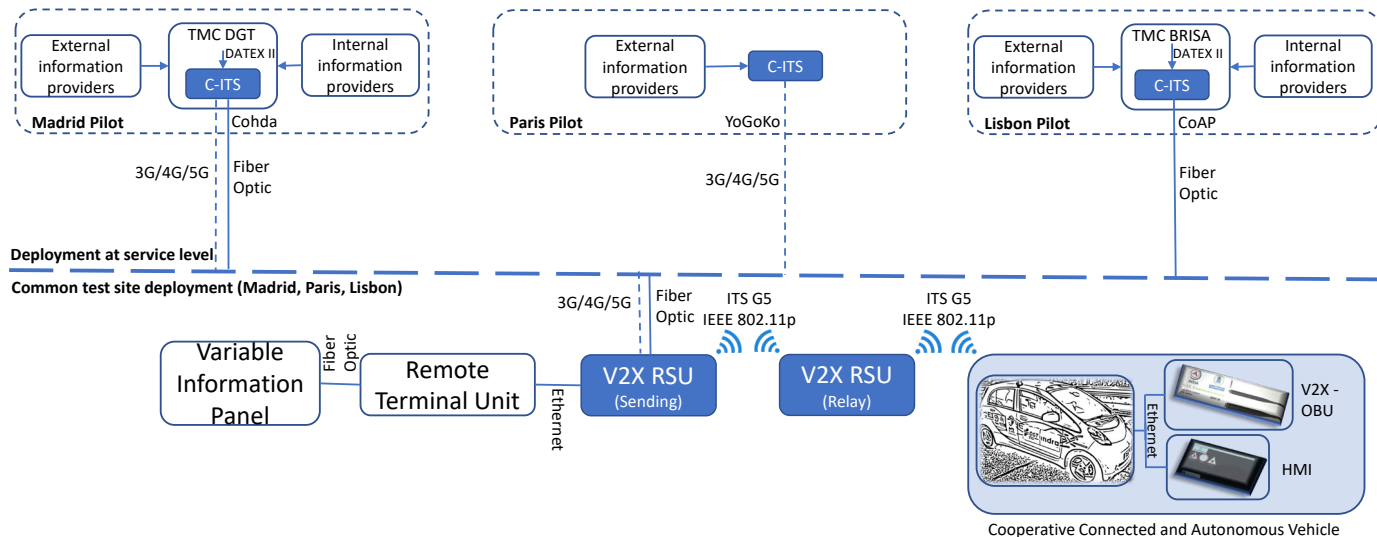 TMC DGT
DATEX II
External
information
providers
C-ITS
Internal
information
providers
Madrid Pilot
Cohda
3G/4G/5G
Fiber
Optic
External
information
providers
C-ITS
Paris Pilot
YoGoKo
3G/4G/5G
TMC BRISA
DATEX II
External
information
providers
C-ITS
Internal
information
providers
Lisbon Pilot
CoAP
Fiber
Optic
Deployment at service level
Common test site deployment (Madrid, Paris, Lisbon)
3G/4G/5G
Fiber
Optic
ITS G5
IEEE 802.11p
ITS G5
IEEE 802.11p
Variable
Information
Panel
Fiber
Optic
Remote
Terminal Unit
Ethernet
V2X RSU
(Sending)
V2X RSU
(Relay)
indra
Ethernet
V2X -
OBU
HMI
Cooperative Connected and Autonomous Vehicle